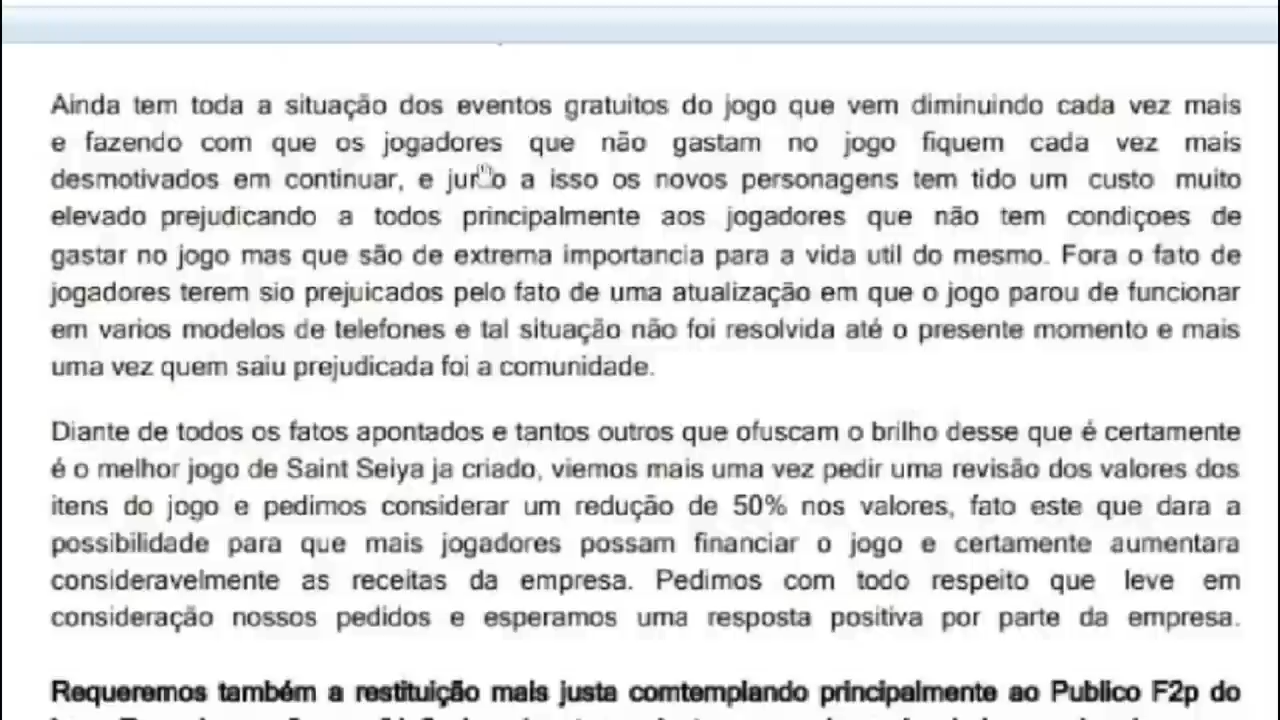 Ainda tem toda a situação dos eventos gratuitos do jogo que vem diminuindo cada vez mais
e fazendo com que os jogadores que não gastam no jogo fiquem cada vez mais
desmotivados em continuar, e junto a isso os novos personagens tem tido um custo muito
elevado prejudicando a todos principalmente aos jogadores que não tem condiçoes de
gastar no jogo mas que são de extrema importancia para a vida util do mesmo. Fora o fato de
jogadores terem sio prejuicados pelo fato de uma atualização em que o jogo parou de funcionar
em varios modelos de telefones e tal situação não foi resolvida até o presente momento e mais
uma vez quem saiu prejudicada foi a comunidade.
Diante de todos os fatos apontados e tantos outros que ofuscam o brilho desse que é certamente
é o melhor jogo de Saint Seiya ja criado, viemos mais uma vez pedir uma revisão dos valores dos
itens do jogo e pedimos considerar um redução de 50% nos valores, fato este que dara a
possibilidade para que mais jogadores possam financiar o jogo e certamente aumentara
consideravelmente as receitas da empresa. Pedimos com todo respeito que leve em
consideração nossos pedidos e esperamos uma resposta positiva por parte da empresa.
Requeremos também a restituição mais justa comtemplando principalmente ao Publico F2p do